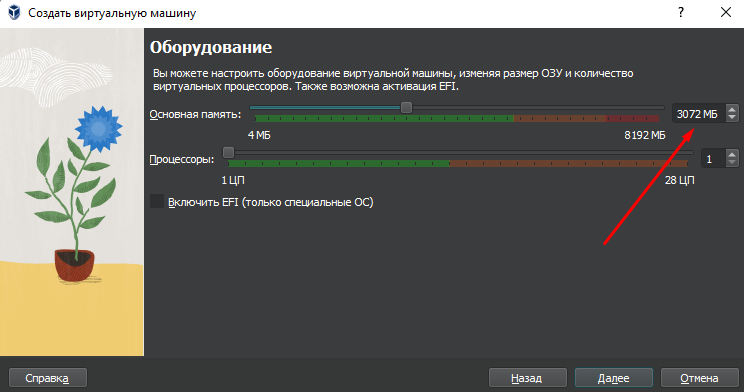 Создать виртуальную машину
Оборудование
Вы можете настроить оборудование виртуальной машины, изменяя размер ОЗУ и количество
виртуальных процессоров. Также возможна активация EFI.
Основная память: 3072 МБ
4 МБ 8192 МБ
Процессоры: 1
1 ЦП 28 ЦП
Включить EFI (только специальные ОС)
Справка Назад Далее Отмена